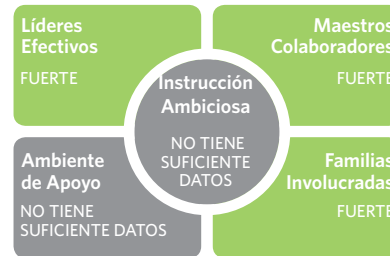 Líderes
Efectivos
FUERTE
Maestros
Colaboradores
FUERTE
Instrucción
Ambiciosa
NO TIENE
SUFICIENTE
DATOS
Ambiente
de Apoyo
NO TIENE
SUFICIENTE DATOS
Familias
Involucradas
FUERTE